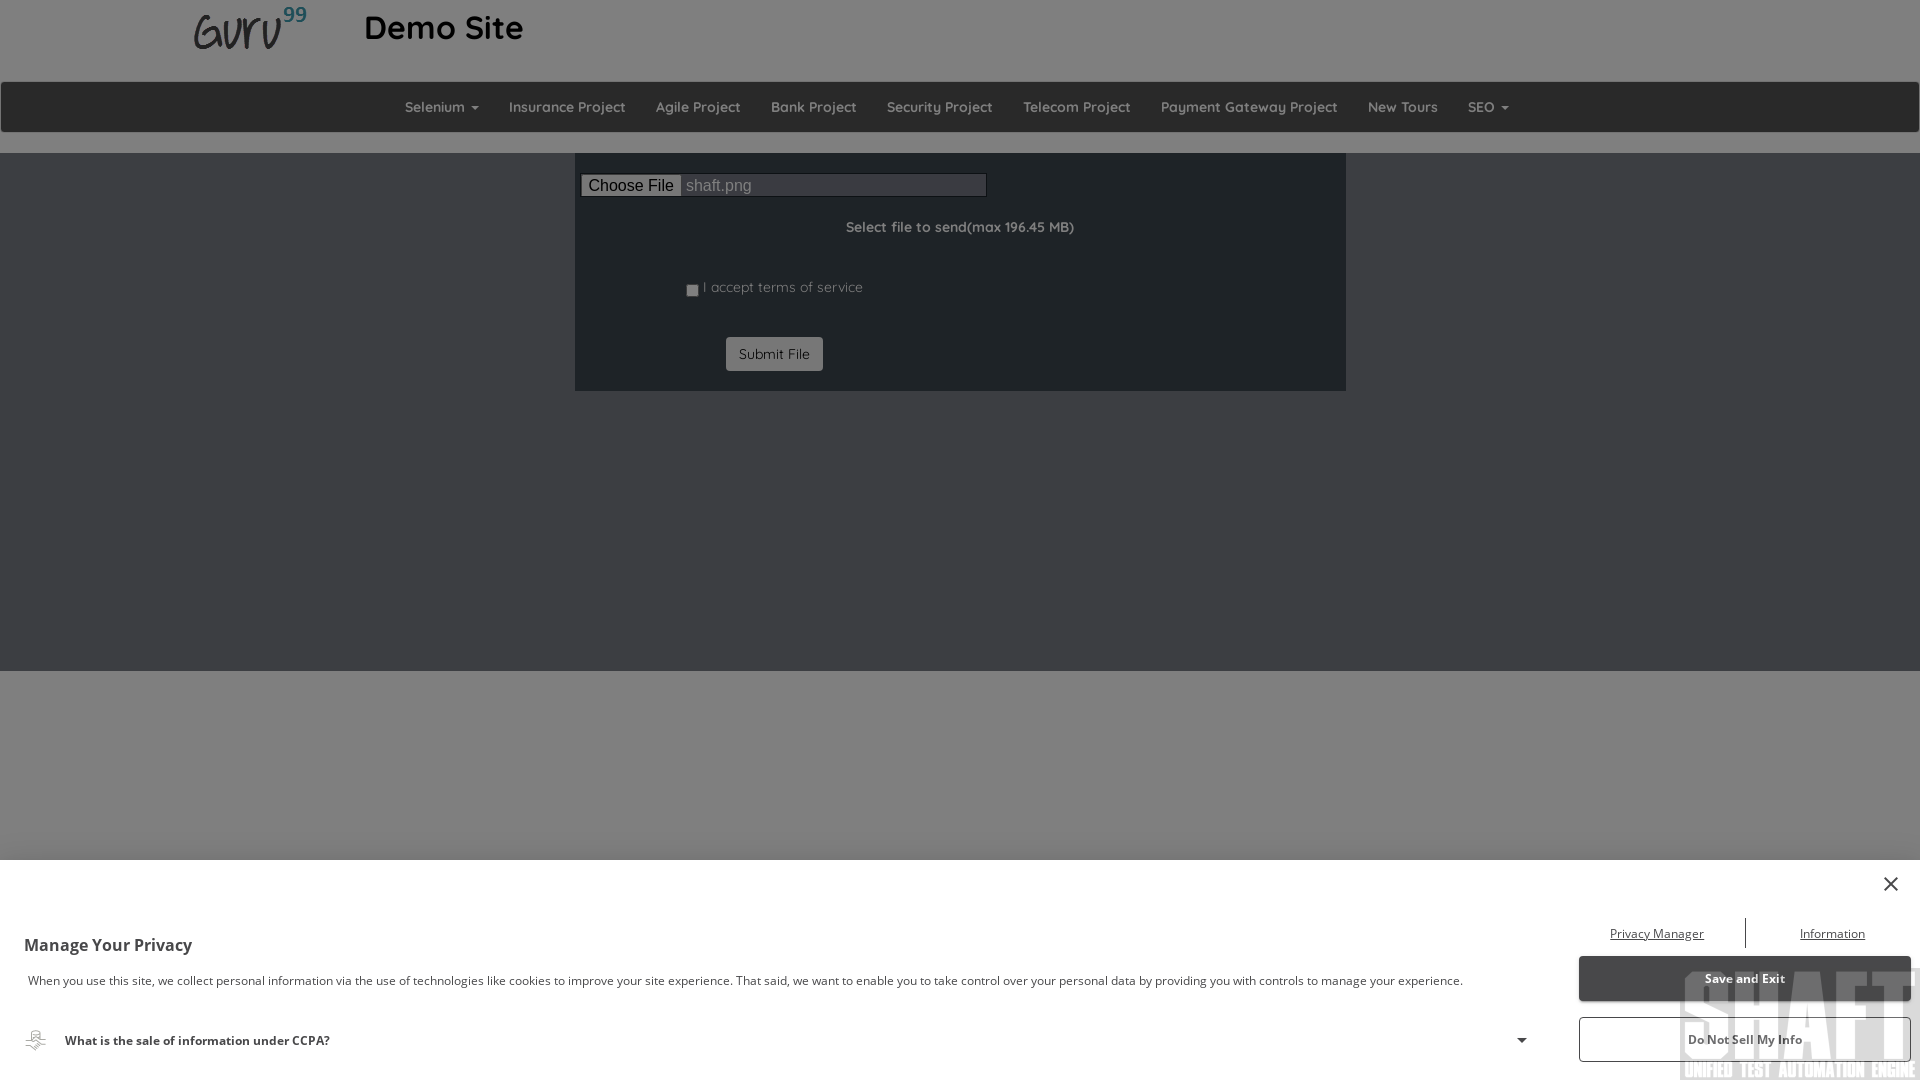 Guru99
Demo Site
Selenium
Insurance Project
Agile Project
Bank Project
Security Project
Telecom Project
Payment Gateway Project
New Tours
SEO
Choose File shaft.png
Select file to send(max 196.45 MB)
I accept terms of service
Submit File
Manage Your Privacy
When you use this site, we collect personal information via the use of technologies like cookies to improve your site experience. That said, we want to enable you to take control over your personal data by providing you with controls to manage your experience.
What is the sale of information under CCPA?
Privacy Manager
Information
Save and Exit
Do Not Sell My Info
SHAFT
UNIFIED TEST AUTOMATION ENGINE